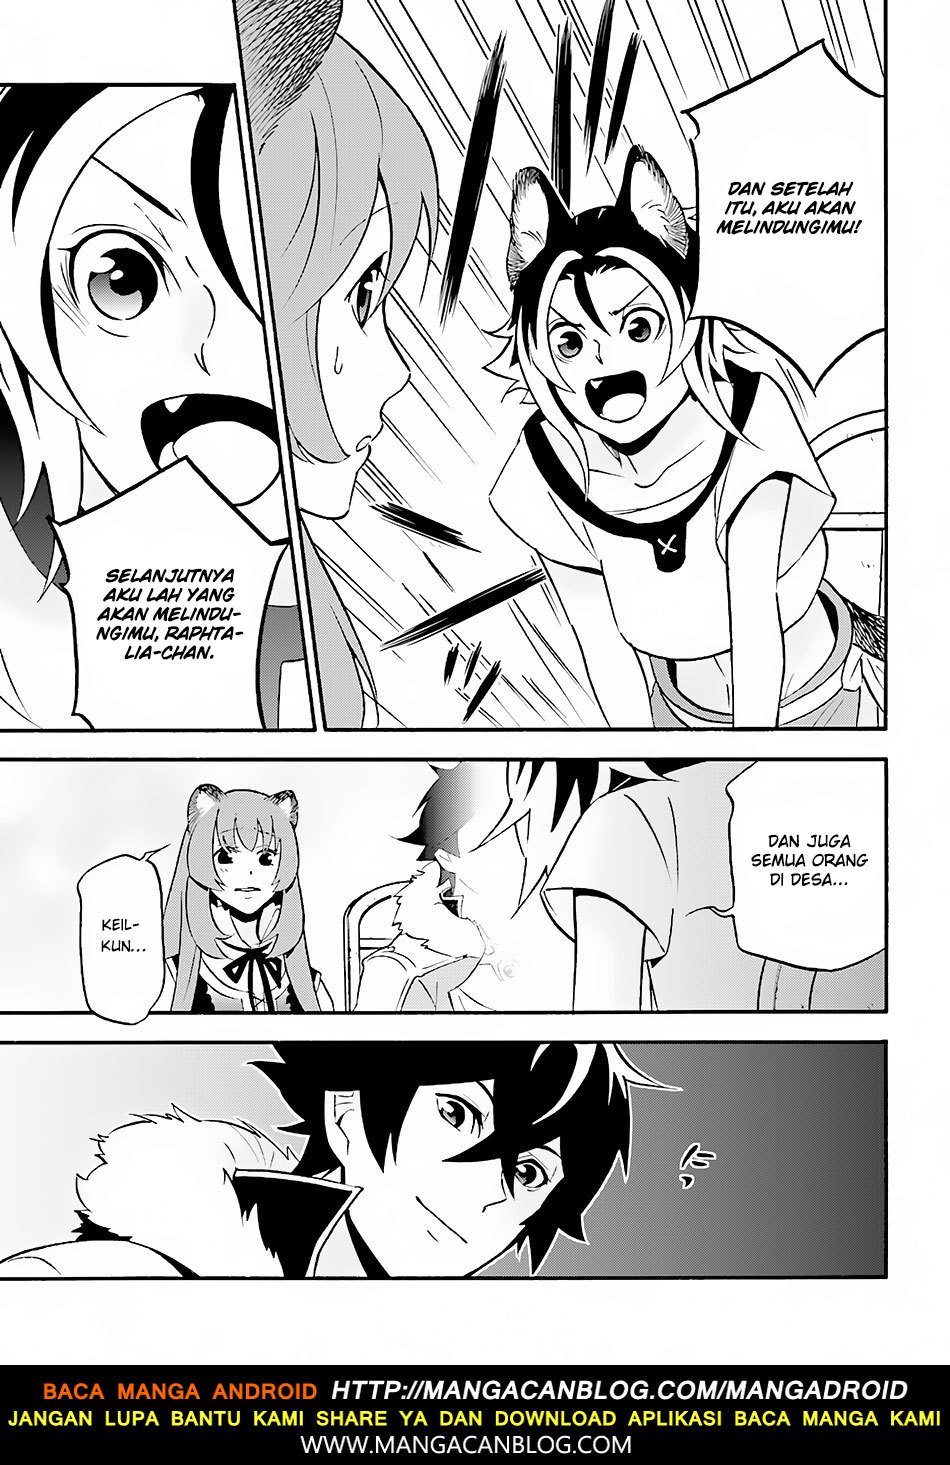 DAN SETELAH
ITU, AKU AKAN
MELINDUNGIMU!
SELANJUTNYA
AKU LAH YANG
AKAN MELINDU-
NGIMU, RAPHTA-
LIA-CHAN.
DAN JUGA
SEMUA ORANG
DI DESA...
KEIL-
KUN...
ニッ
BACA MANGA ANDROID HTTP://MANGACANBLOG.COM/MANGADROID
JANGAN LUPA BANTU KAMI SHARE YA DAN DOWNLOAD APLIKASI BACA MANGA KAMI
WWW.MANGACANBLOG.COM